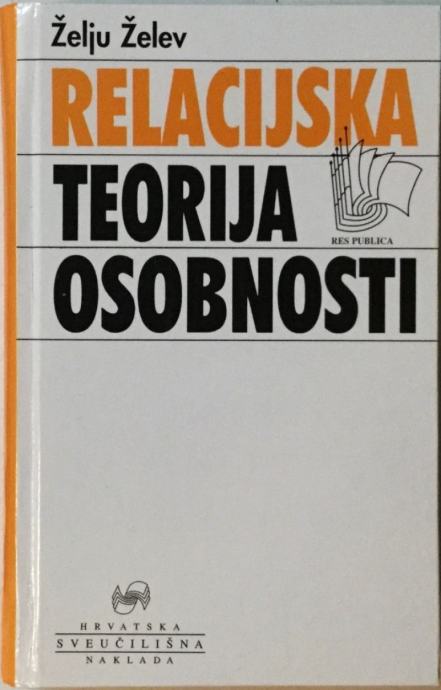 Želju Želev
RELACIJSKA
TEORIJA
RES PUBLICA
OSOBNOSTI
HRVATSKA
SVEUČILIŠNA
NAKLADA